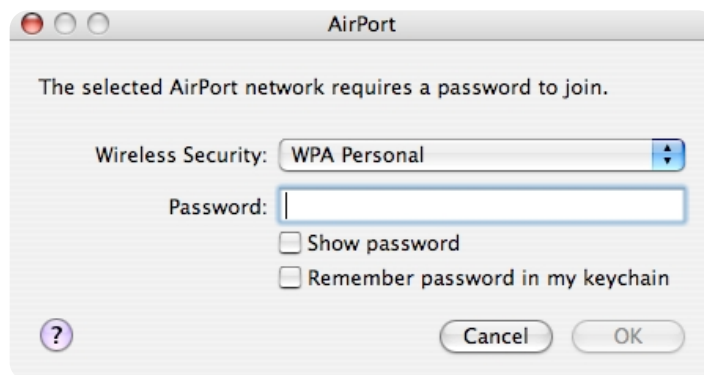 AirPort
The selected AirPort network requires a password to join.
Wireless Security: WPA Personal
Password:
Show password
Remember password in my keychain
? Cancel OK